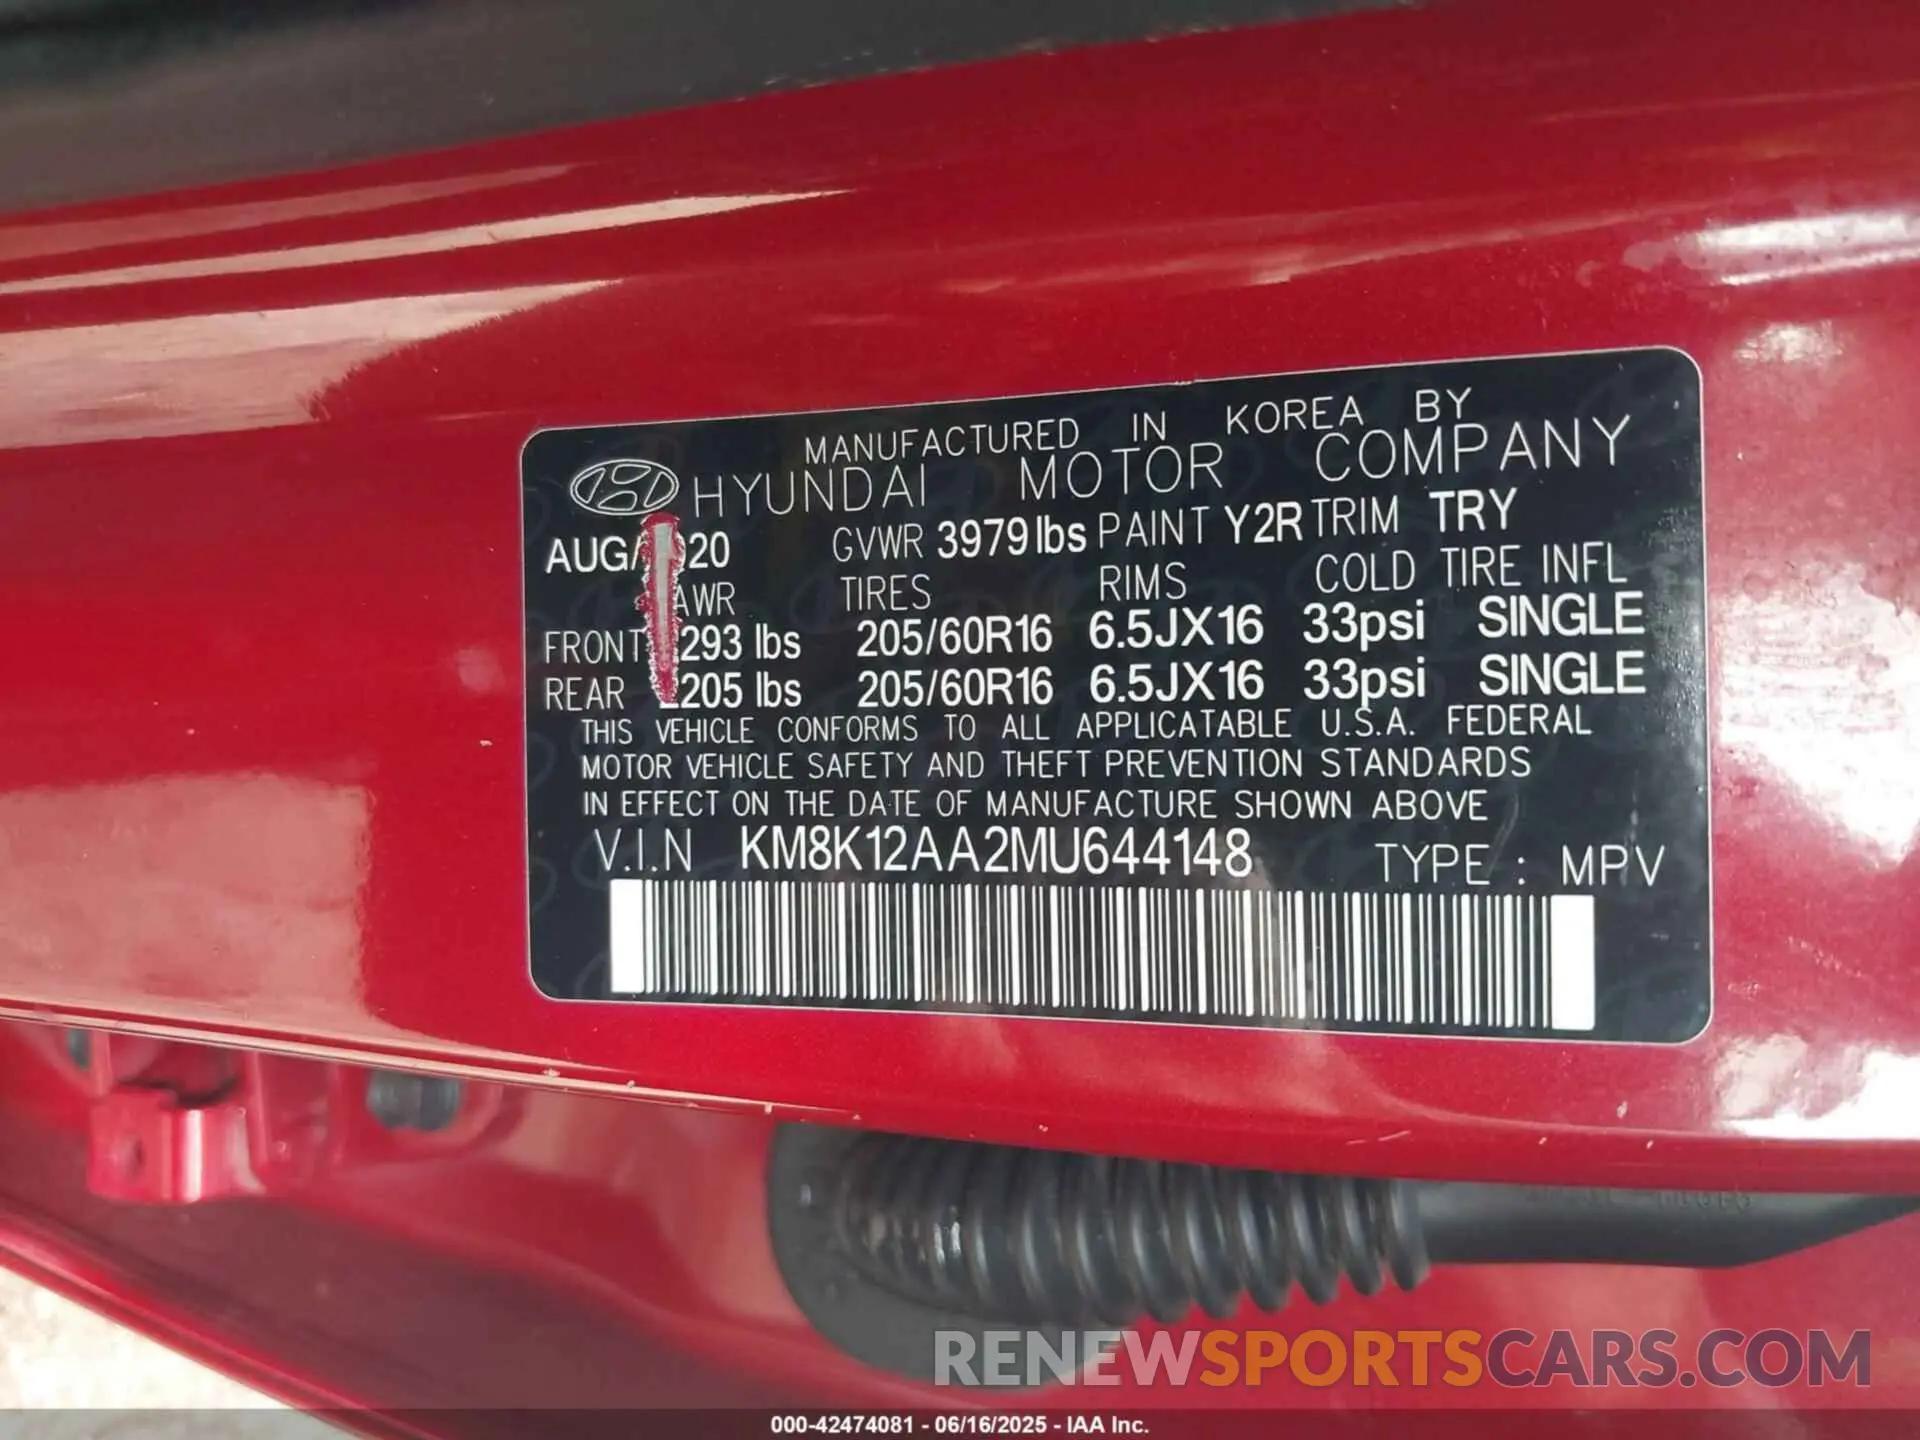 MANUFACTURED IN KOREA BY
HYUNDAI MOTOR COMPANY
AUG/ 20 GVWR 3979 lbs PAINT Y2R TRIM TRY
AWR TIRES RIMS COLD TIRE INFL
FRONT 293 lbs 205/60R16 6.5JX16 33psi SINGLE
REAR 205 lbs 205/60R16 6.5JX16 33psi SINGLE
THIS VEHICLE CONFORMS TO ALL APPLICATABLE U.S.A. FEDERAL
MOTOR VEHICLE SAFETY AND THEFT PREVENTION STANDARDS
IN EFFECT ON THE DATE OF MANUFACTURE SHOWN ABOVE
V.I.N KM8K12AA2MU644148 TYPE : MPV
RENEWSPORTSCARS.COM
000-42474081 - 06/16/2025 - IAA Inc.